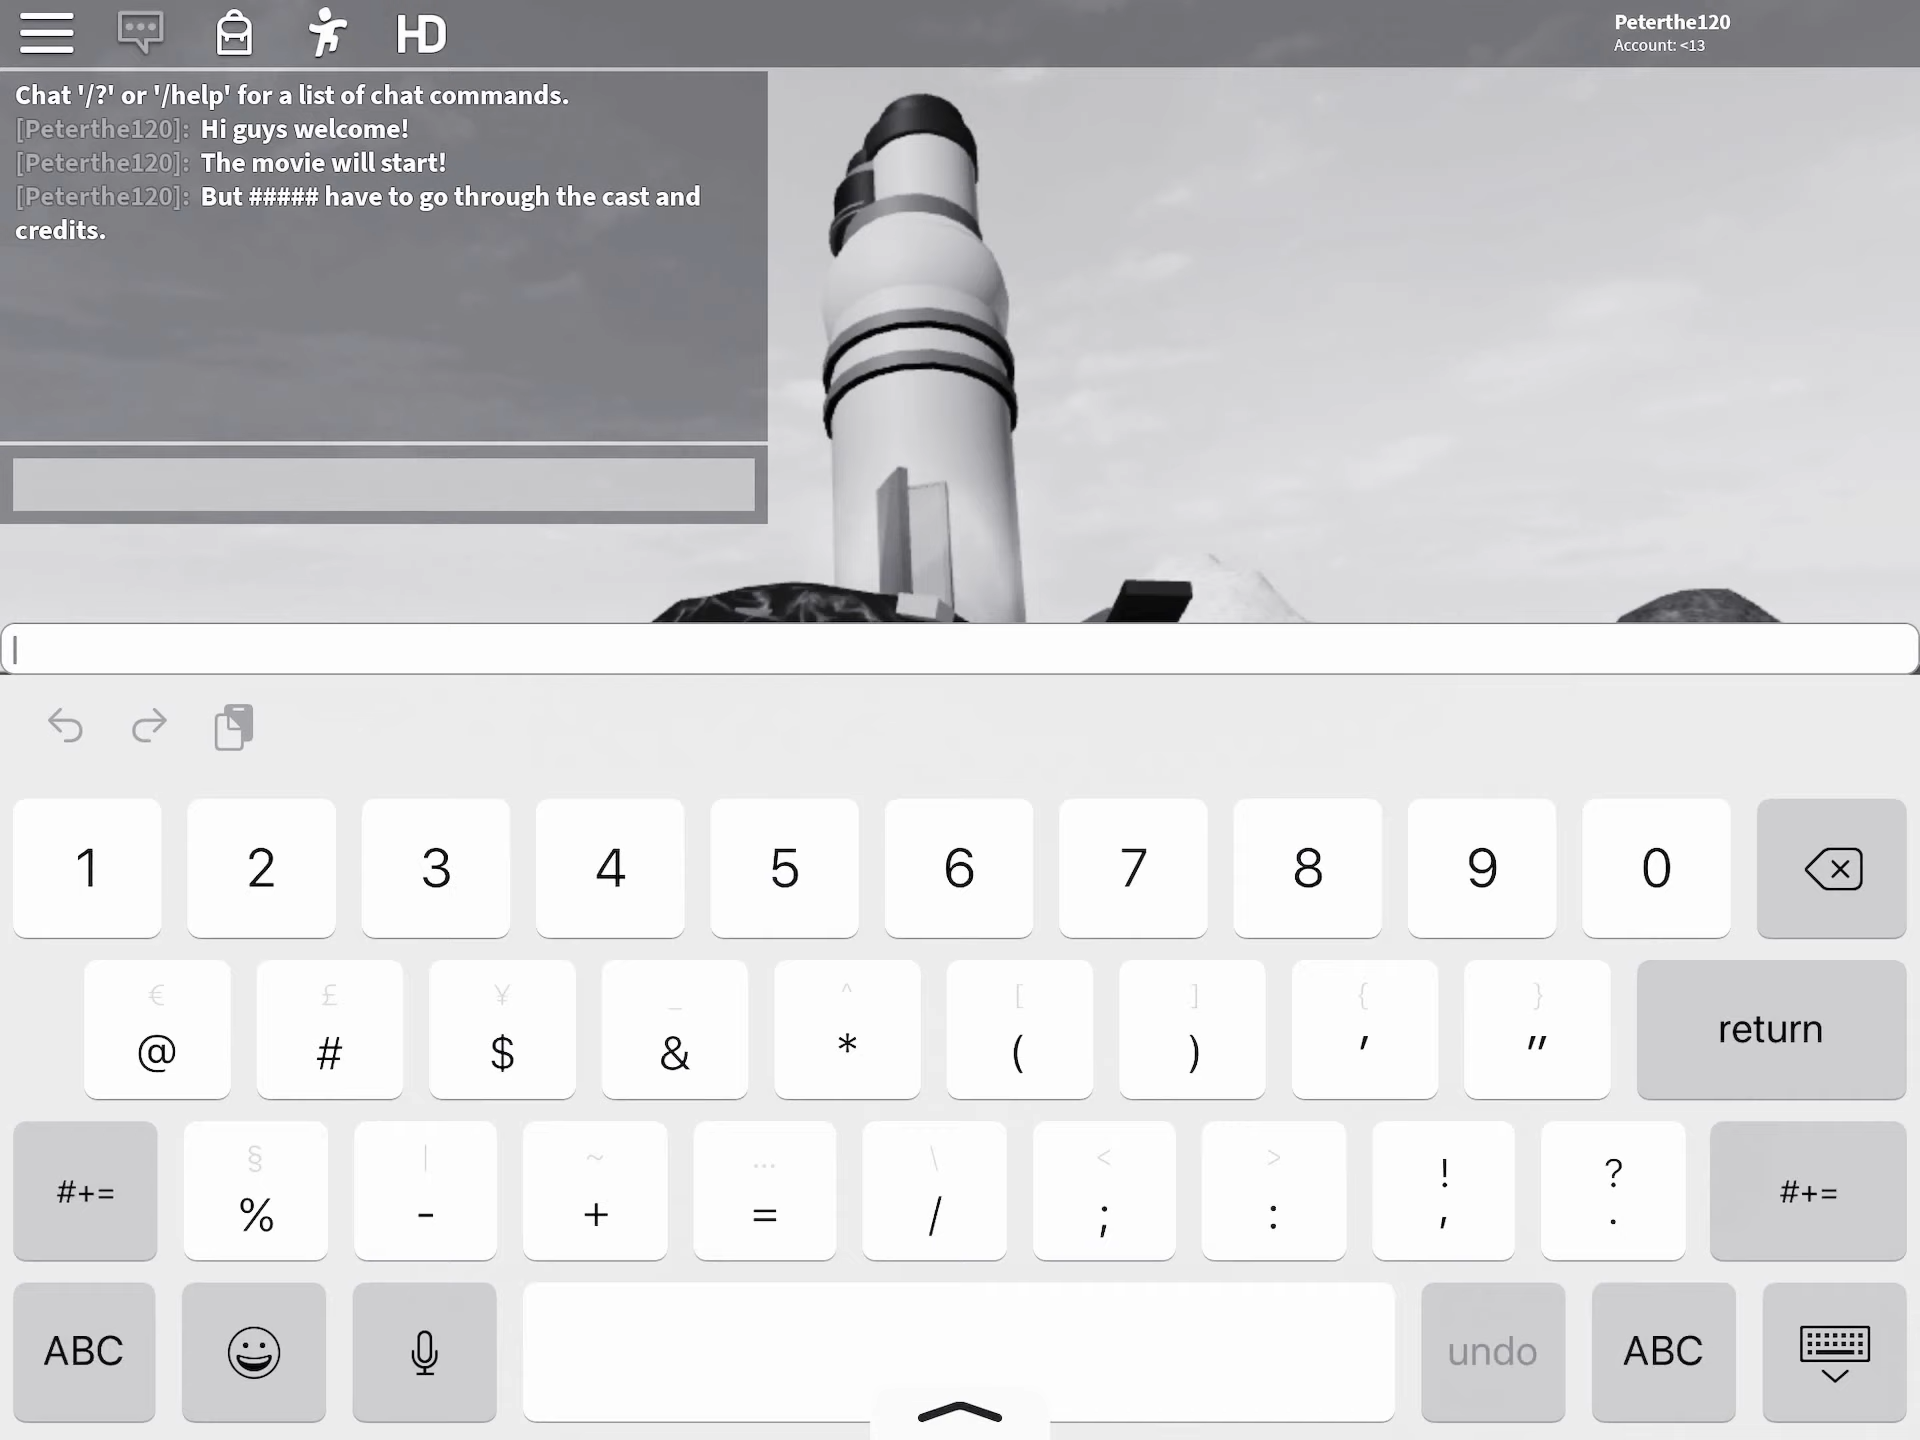 HD
Peterthe120
Account: <13
Chat '/?' or '/help' for a list of chat commands.
[Peterthe120]: Hi guys welcome!
[Peterthe120]: The movie will start!
[Peterthe120]: But ##### have to go through the cast and
credits.
1 2 3 4 5 6 7 8 9 0
€ £ ¥ _ ^ [ ] { }
@ # $ & * ( ) ' "
return
§ | ~ … \ < > ! ?
#+= % - + = / ; : , . #+=
ABC undo ABC